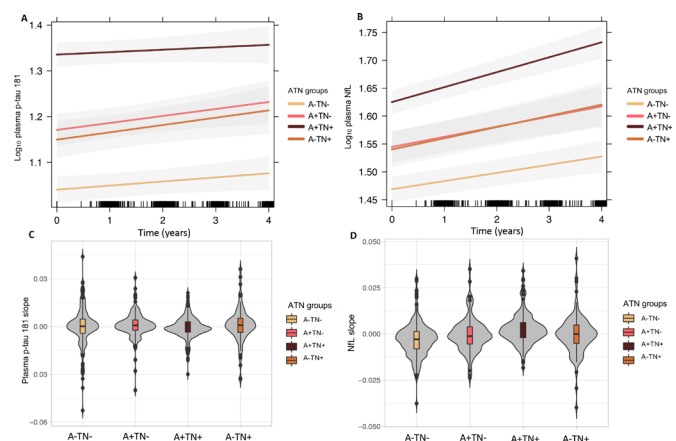 A
1.4
1.3
1.2
1.1
Log₁₀ plasma p-tau 181
0
1
2
3
4
Time (years)
ATN groups
A-TN-
A+TN-
A+TN+
A-TN+
B
1.75
1.70
1.65
1.60
1.55
1.50
1.45
Log₁₀ plasma NfL
0
1
2
3
4
Time (years)
ATN groups
A-TN-
A+TN-
A+TN+
A-TN+
C
0.03
0.00
0.03
−0.06
Plasma p-tau 181 slope
A-TN-
A+TN-
A+TN+
A-TN+
ATN groups
A-TN-
A+TN-
A+TN+
A-TN+
D
0.050
0.025
0.000
−0.025
−0.050
NfL slope
A-TN-
A+TN-
A+TN+
A-TN+
ATN groups
A-TN-
A+TN-
A+TN+
A-TN+